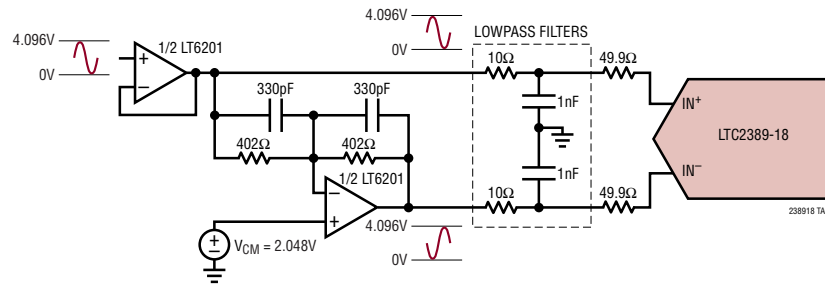 4.096V
0V
1/2 LT6201
+
−
4.096V
0V
LOWPASS FILTERS
10Ω
49.9Ω
330pF
330pF
1nF
IN+
402Ω
402Ω
LTC2389-18
1/2 LT6201
−
+
1nF
IN−
10Ω
49.9Ω
238918 TA
+
−
VCM = 2.048V
4.096V
0V